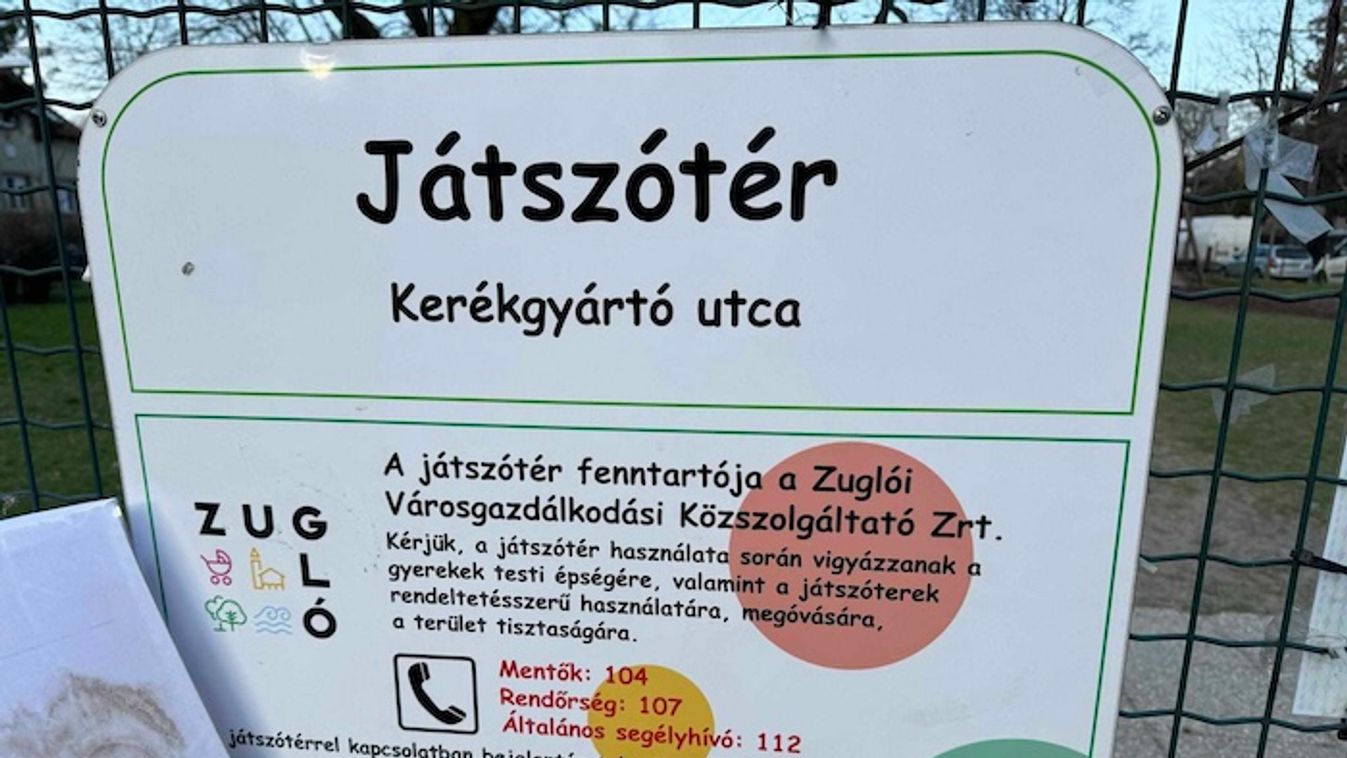 Játszótér
Kerékgyártó utca
ZUG
L
Ó
A játszótér fenntartója a Zuglói
Városgazdálkodási Közszolgáltató Zrt.
Kérjük, a játszótér használata során vigyázzanak a
gyerekek testi épségére, valamint a játszóterek
rendeltetésszerű használatára, megóvására,
a terület tisztaságára.
Mentők: 104
Rendőrség: 107
Általános segélyhívó: 112
játszótérrel kapcsolatban